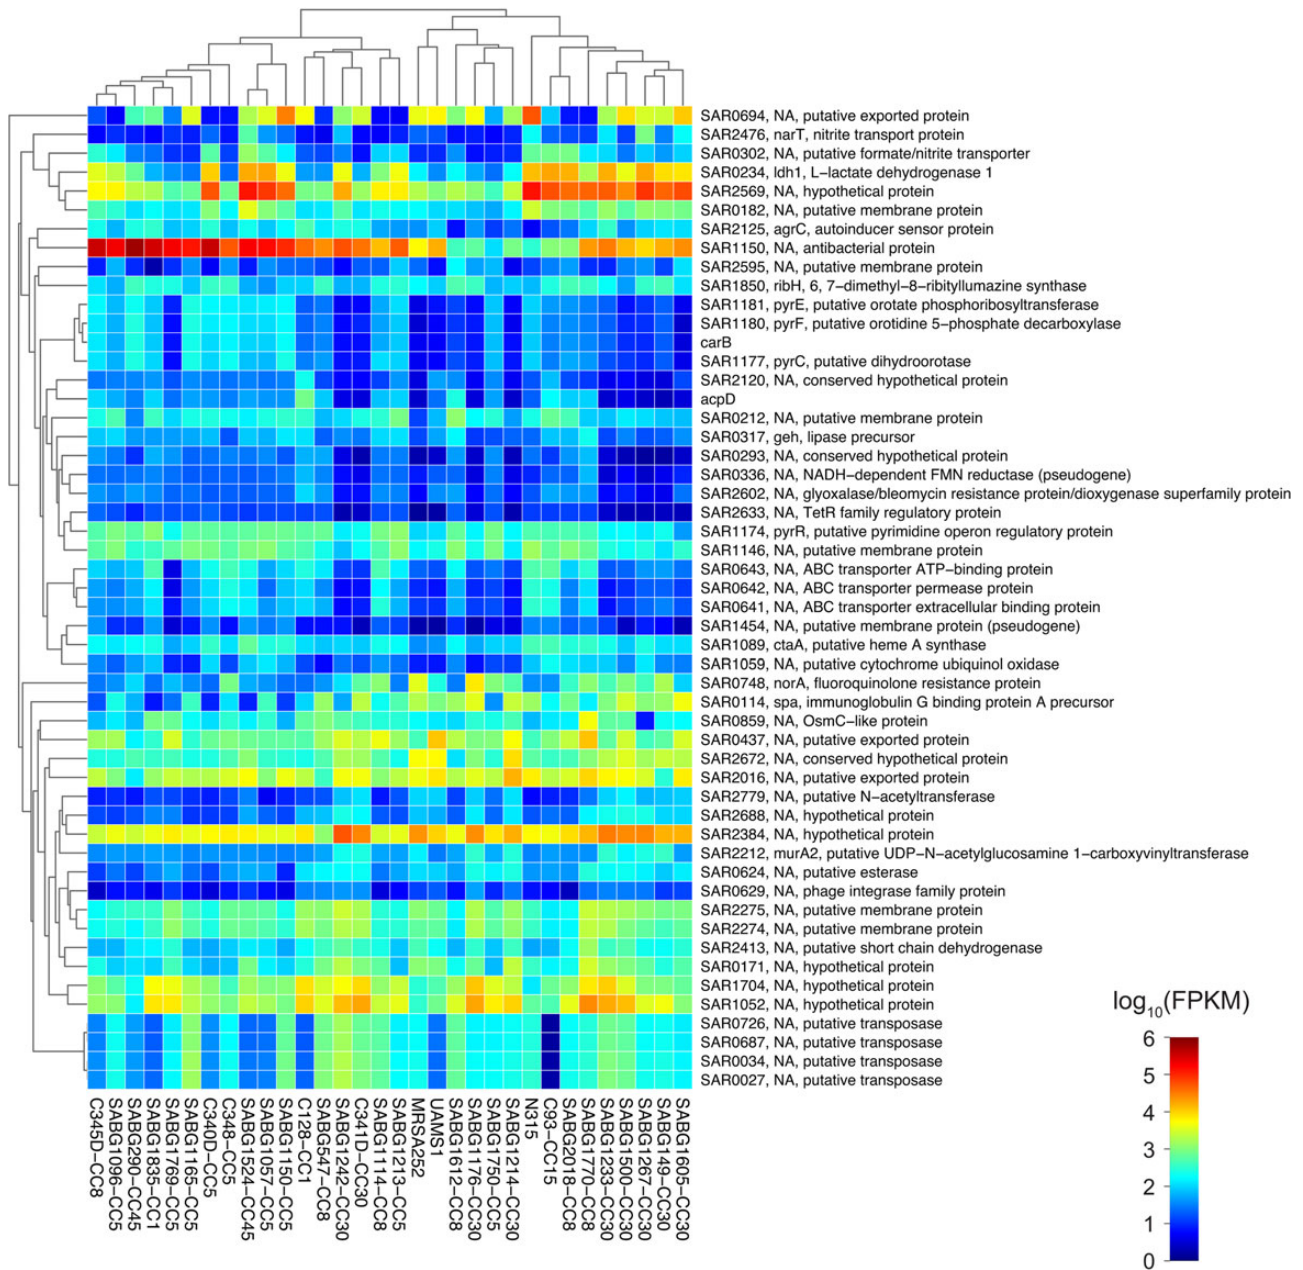 SAR0694, NA, putative exported protein
SAR2476, narT, nitrite transport protein
SAR0302, NA, putative formate/nitrite transporter
SAR0234, ldh1, L−lactate dehydrogenase 1
SAR2569, NA, hypothetical protein
SAR0182, NA, putative membrane protein
SAR2125, agrC, autoinducer sensor protein
SAR1150, NA, antibacterial protein
SAR2595, NA, putative membrane protein
SAR1850, ribH, 6, 7−dimethyl−8−ribityllumazine synthase
SAR1181, pyrE, putative orotate phosphoribosyltransferase
SAR1180, pyrF, putative orotidine 5−phosphate decarboxylase
carB
SAR1177, pyrC, putative dihydroorotase
SAR2120, NA, conserved hypothetical protein
acpD
SAR0212, NA, putative membrane protein
SAR0317, geh, lipase precursor
SAR0293, NA, conserved hypothetical protein
SAR0336, NA, NADH−dependent FMN reductase (pseudogene)
SAR2602, NA, glyoxalase/bleomycin resistance protein/dioxygenase superfamily protein
SAR2633, NA, TetR family regulatory protein
SAR1174, pyrR, putative pyrimidine operon regulatory protein
SAR1146, NA, putative membrane protein
SAR0643, NA, ABC transporter ATP−binding protein
SAR0642, NA, ABC transporter permease protein
SAR0641, NA, ABC transporter extracellular binding protein
SAR1454, NA, putative membrane protein (pseudogene)
SAR1089, ctaA, putative heme A synthase
SAR1059, NA, putative cytochrome ubiquinol oxidase
SAR0748, norA, fluoroquinolone resistance protein
SAR0114, spa, immunoglobulin G binding protein A precursor
SAR0859, NA, OsmC−like protein
SAR0437, NA, putative exported protein
SAR2672, NA, conserved hypothetical protein
SAR2016, NA, putative exported protein
SAR2779, NA, putative N−acetyltransferase
SAR2688, NA, hypothetical protein
SAR2384, NA, hypothetical protein
SAR2212, murA2, putative UDP−N−acetylglucosamine 1−carboxyvinyltransferase
SAR0624, NA, putative esterase
SAR0629, NA, phage integrase family protein
SAR2275, NA, putative membrane protein
SAR2274, NA, putative membrane protein
SAR2413, NA, putative short chain dehydrogenase
SAR0171, NA, hypothetical protein
SAR1704, NA, hypothetical protein
SAR1052, NA, hypothetical protein
SAR0726, NA, putative transposase
SAR0687, NA, putative transposase
SAR0034, NA, putative transposase
SAR0027, NA, putative transposase
C345D−CC8
SABG1096−CC5
SABG290−CC45
SABG1835−CC1
SABG1769−CC5
SABG1165−CC5
C340D−CC5
C348−CC5
SABG1524−CC45
SABG1057−CC5
SABG1150−CC5
C128−CC1
SABG547−CC8
SABG1242−CC30
C341D−CC30
SABG1114−CC8
SABG1213−CC5
MRSA252
UAMS1
SABG1612−CC8
SABG1176−CC30
SABG1750−CC5
SABG1214−CC30
N315
C93−CC15
SABG2018−CC8
SABG1770−CC8
SABG1233−CC30
SABG1500−CC30
SABG1267−CC30
SABG149−CC30
SABG1605−CC30
log10(FPKM)
6
5
4
3
2
1
0